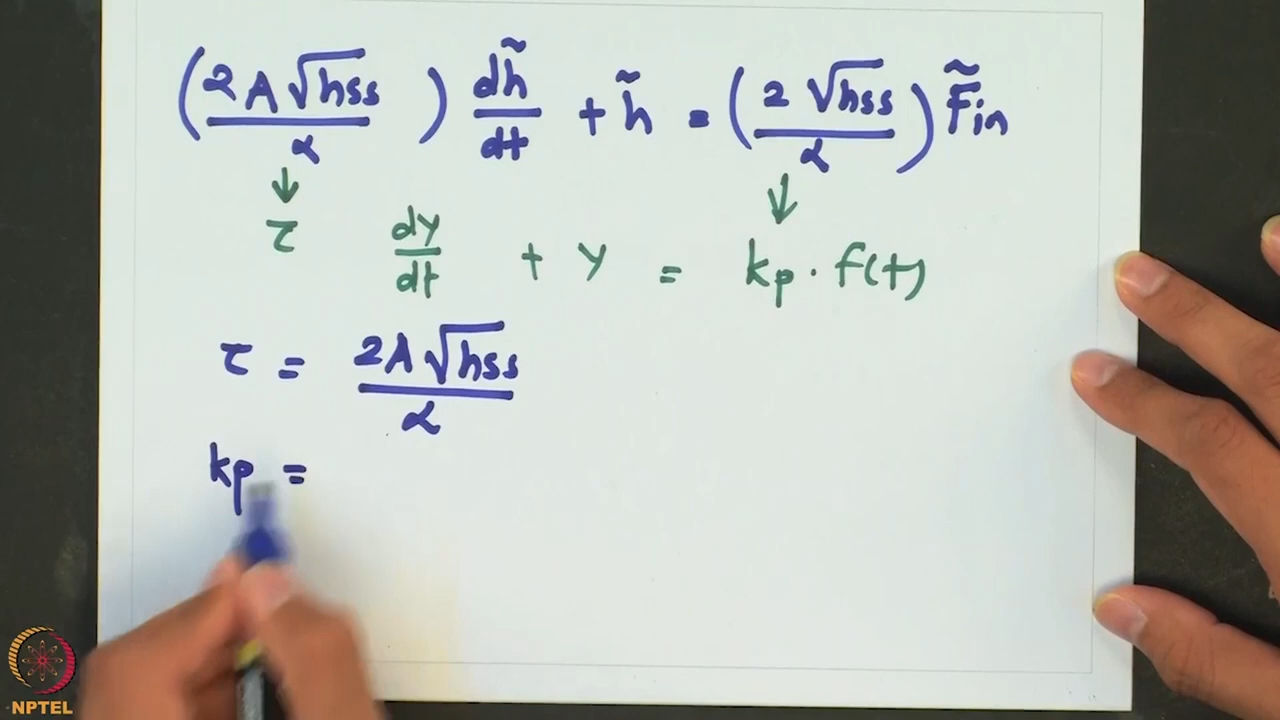 (2A√hss / α) dh̃/dt + h̃ = (2√hss / α) F̃in
↓ ↓
τ dy/dt + y = kp · f(t)
τ = 2A√hss / α
kp =
NPTEL